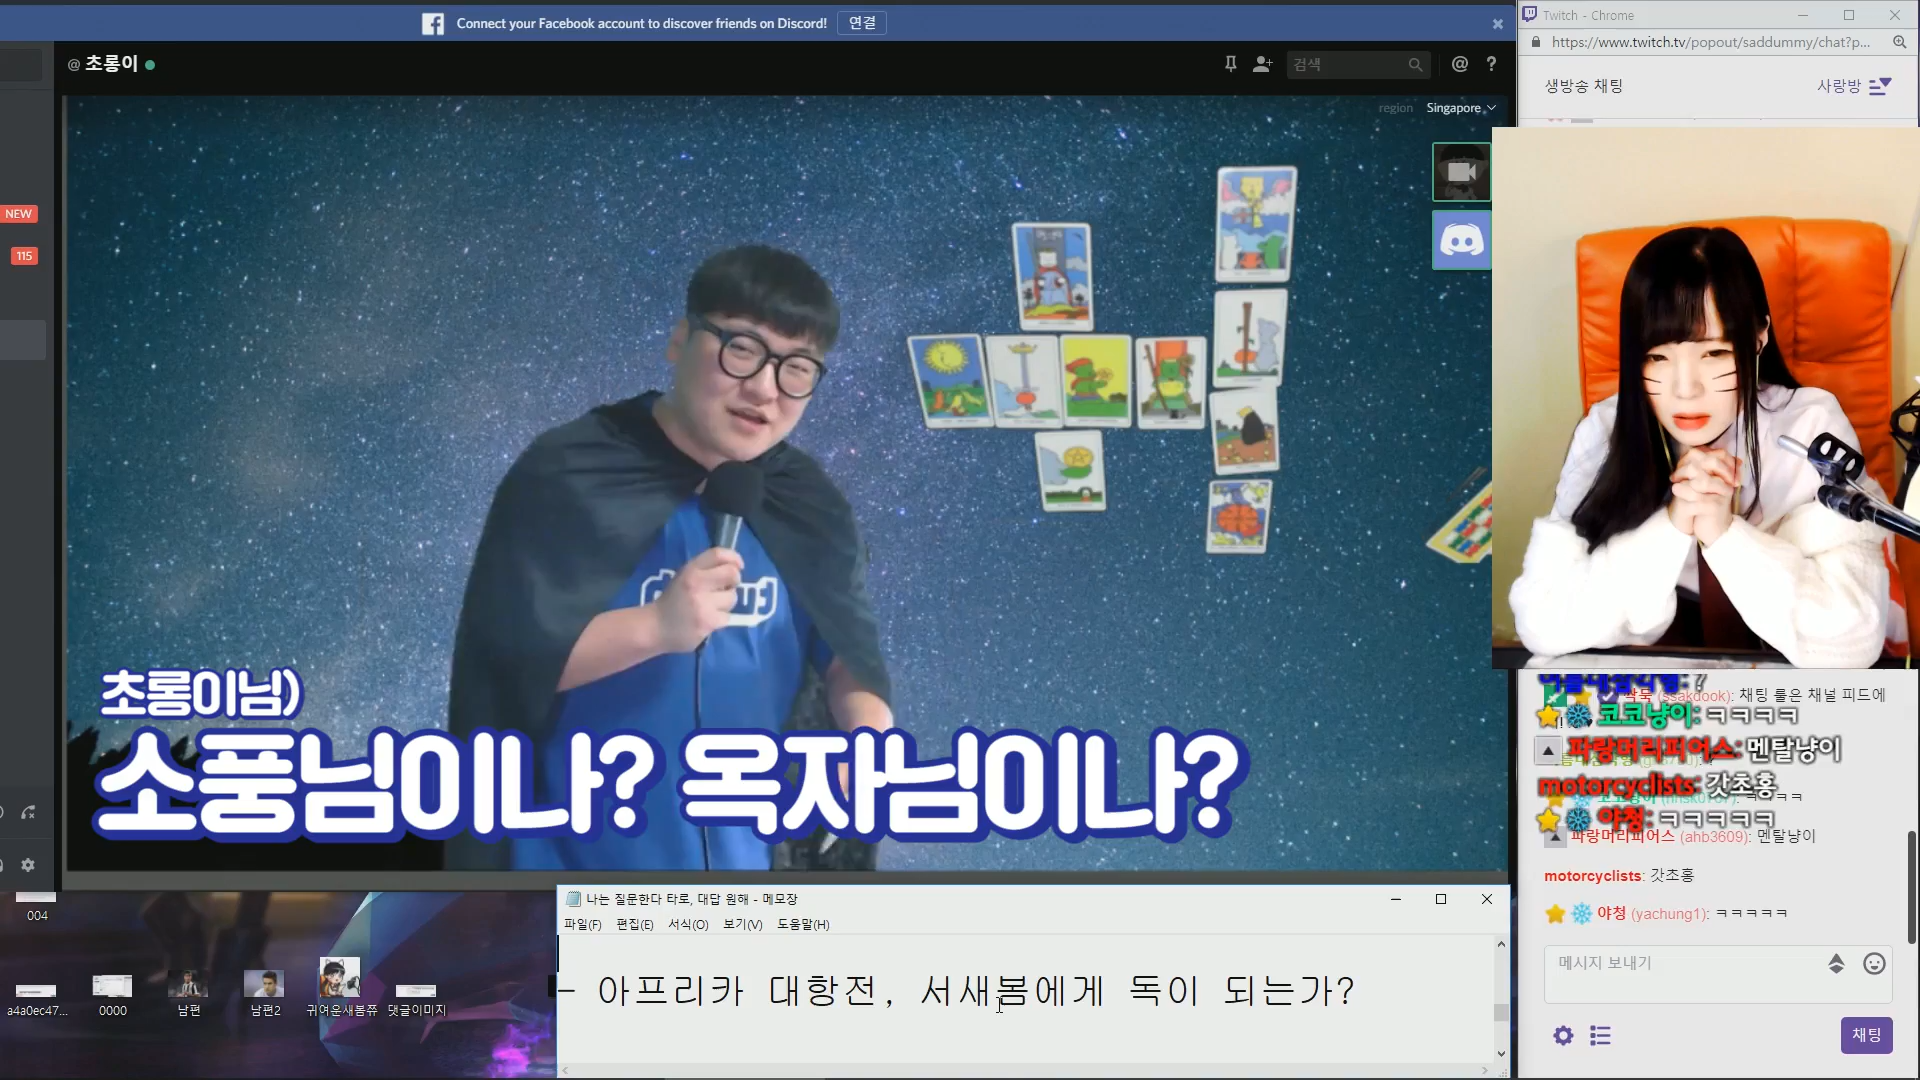 Connect your Facebook account to discover friends on Discord!
연결
Twitch - Chrome
https://www.twitch.tv/popout/saddummy/chat?p...
@ 초롱이
검색
생방송 채팅
사랑방
region
Singapore
NEW
115
초롱이님)
소풍님이나? 옥자님이나?
싹둑 (ssakdook): 채팅 룰은 채널 피드에
코코냥이: ㅋㅋㅋㅋ
파랑머리피어스: 멘탈냥이
motorcyclists: 갓초홍
야청: ㅋㅋㅋㅋㅋ
파랑머리피어스 (ahb3609): 멘탈냥이
motorcyclists: 갓초홍
야청 (yachung1): ㅋㅋㅋㅋㅋ
메시지 보내기
채팅
나는 질문한다 타로, 대답 원해 - 메모장
파일(F) 편집(E) 서식(O) 보기(V) 도움말(H)
- 아프리카 대항전, 서새봄에게 독이 되는가?
004
a4a0ec47...
0000
남편
남편2
귀여운새봄쮸
댓글이미지